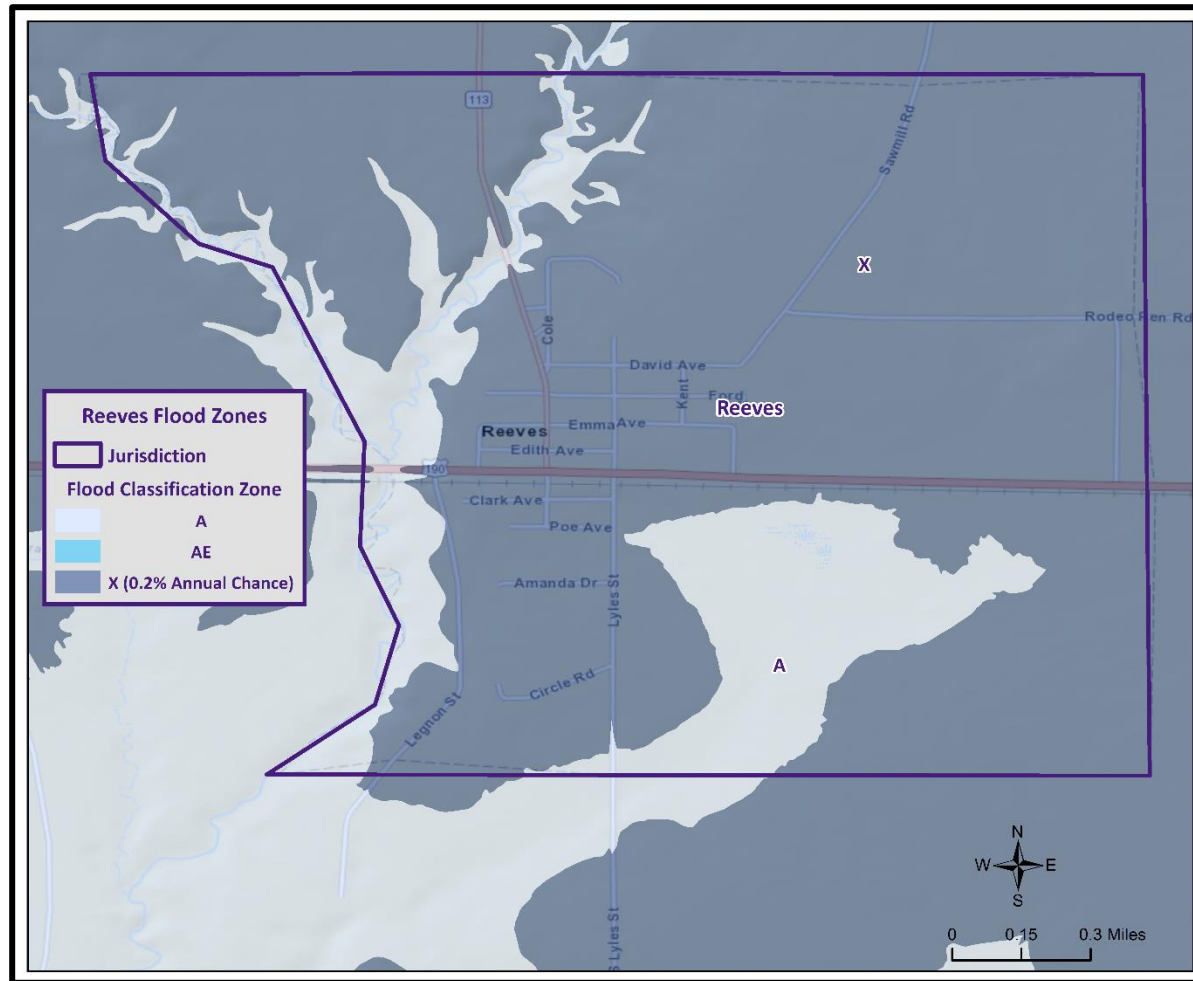 113
Sawmill Rd
X
Rodeo Pen Rd
Cole
David Ave
Kent
Ford
Reeves
Reeves
Emma Ave
Edith Ave
190
Clark Ave
Poe Ave
Amanda Dr
Lyles St
A
Circle Rd
Legnon St
S Lyles St
Reeves Flood Zones
Jurisdiction
Flood Classification Zone
A
AE
X (0.2% Annual Chance)
N
W E
S
0 0.15 0.3 Miles